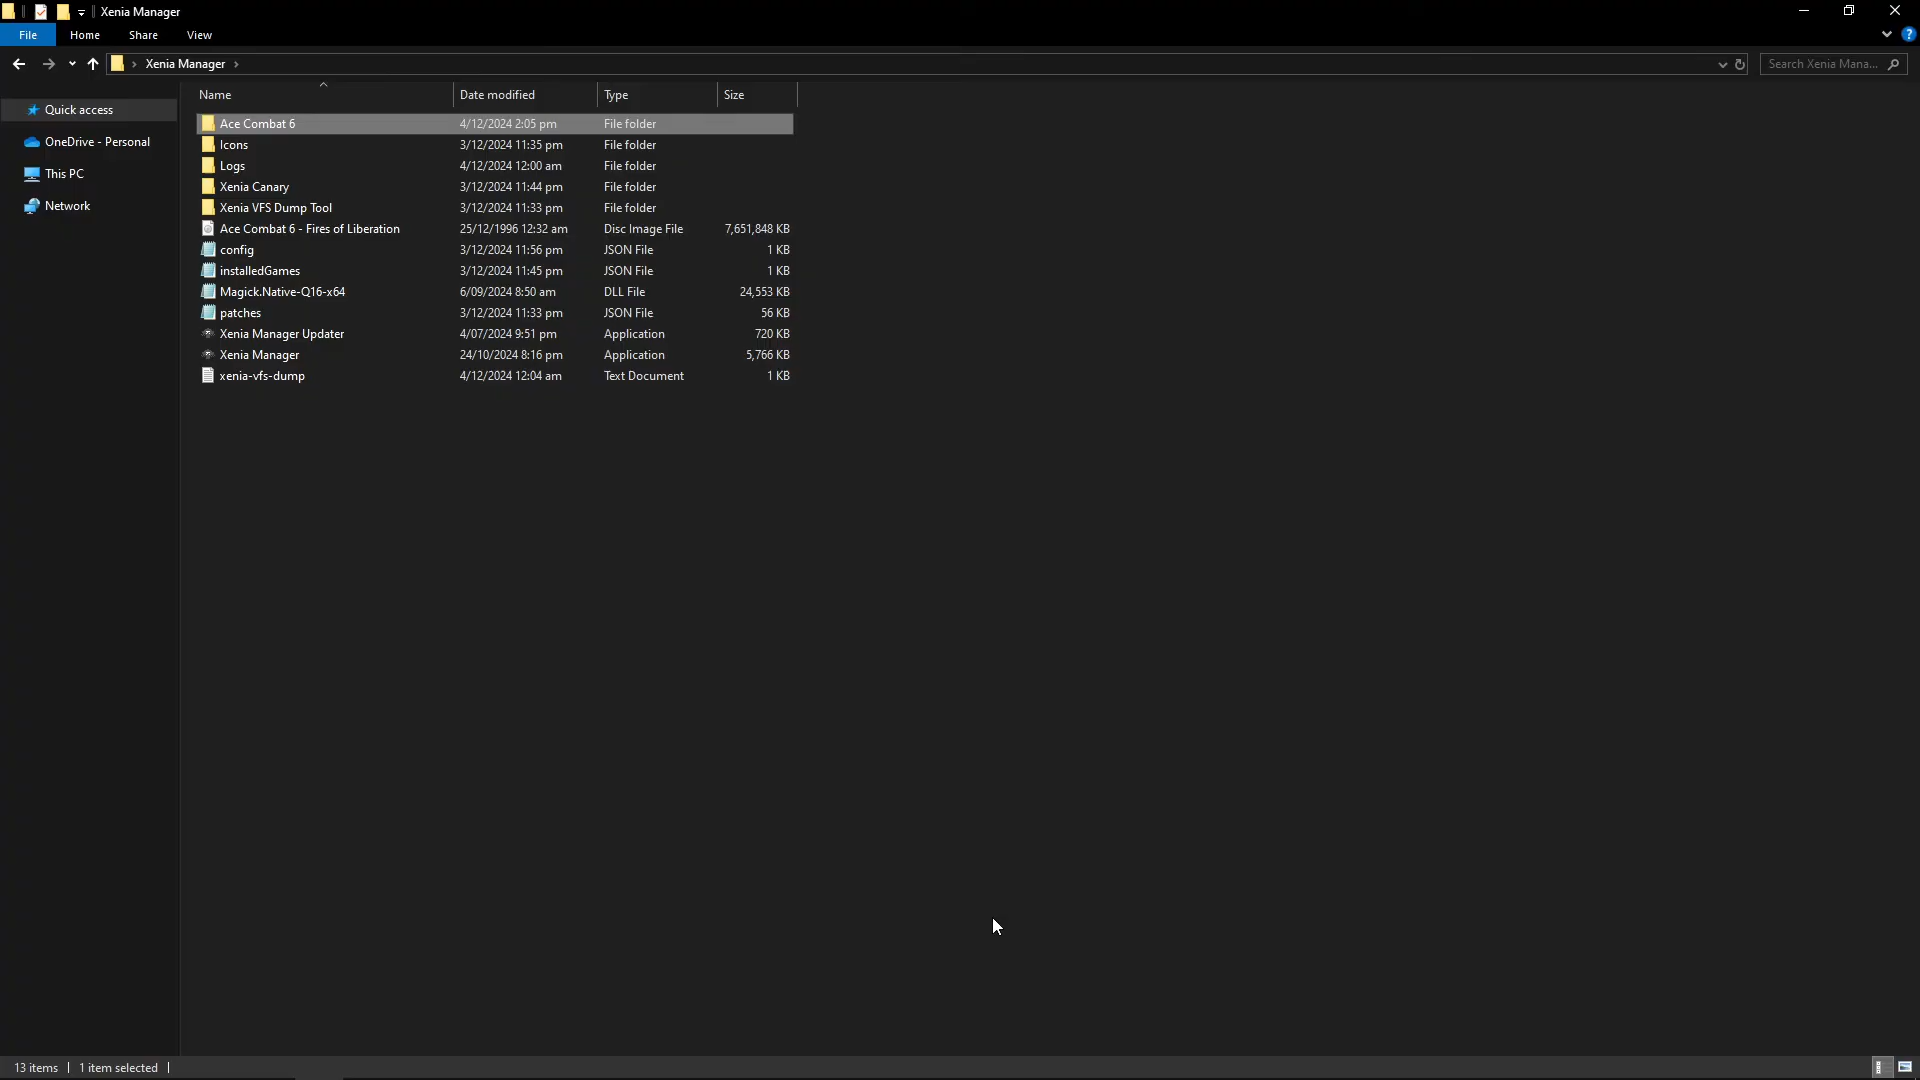 Xenia Manager
File Home Share View
Xenia Manager
Search Xenia Mana...
Name Date modified Type Size
Quick access
OneDrive - Personal
This PC
Network
Ace Combat 6 4/12/2024 2:05 pm File folder
Icons 3/12/2024 11:35 pm File folder
Logs 4/12/2024 12:00 am File folder
Xenia Canary 3/12/2024 11:44 pm File folder
Xenia VFS Dump Tool 3/12/2024 11:33 pm File folder
Ace Combat 6 - Fires of Liberation 25/12/1996 12:32 am Disc Image File 7,651,848 KB
config 3/12/2024 11:56 pm JSON File 1 KB
installedGames 3/12/2024 11:45 pm JSON File 1 KB
Magick.Native-Q16-x64 6/09/2024 8:50 am DLL File 24,553 KB
patches 3/12/2024 11:33 pm JSON File 56 KB
Xenia Manager Updater 4/07/2024 9:51 pm Application 720 KB
Xenia Manager 24/10/2024 8:16 pm Application 5,766 KB
xenia-vfs-dump 4/12/2024 12:04 am Text Document 1 KB
13 items 1 item selected